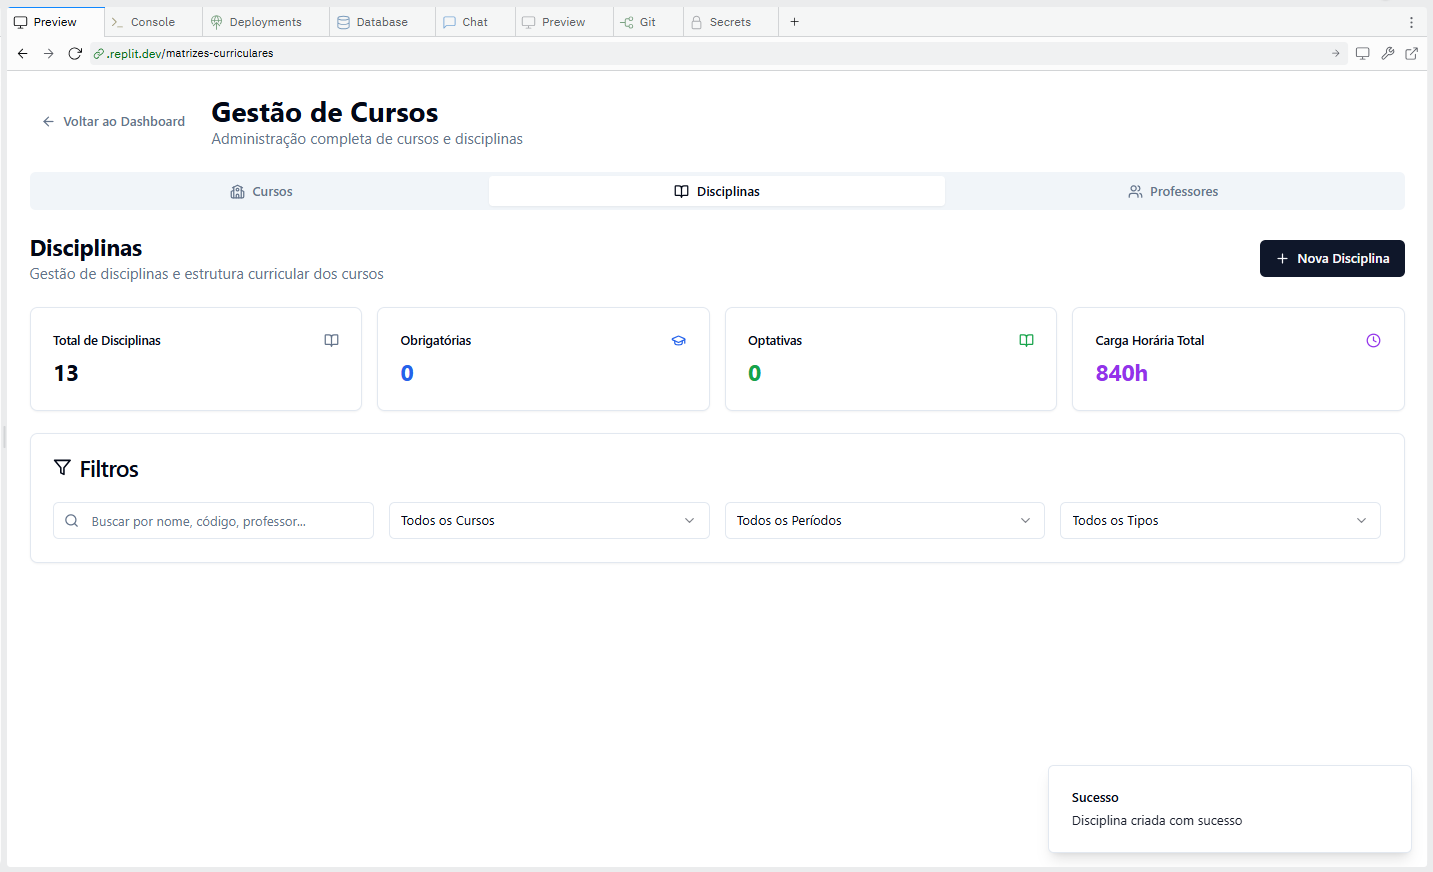 Preview
Console
Deployments
Database
Chat
Preview
Git
Secrets
.replit.dev/matrizes-curriculares
Voltar ao Dashboard
Gestão de Cursos
Administração completa de cursos e disciplinas
Cursos
Disciplinas
Professores
Disciplinas
Gestão de disciplinas e estrutura curricular dos cursos
+ Nova Disciplina
Total de Disciplinas
13
Obrigatórias
0
Optativas
0
Carga Horária Total
840h
Filtros
Buscar por nome, código, professor...
Todos os Cursos
Todos os Períodos
Todos os Tipos
Sucesso
Disciplina criada com sucesso